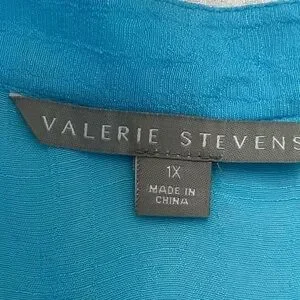 VALERIE STEVENS
1X
MADE IN
CHINA